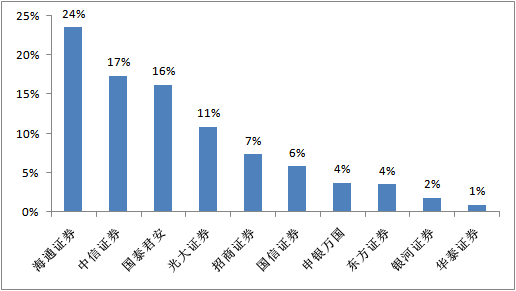 25%
20%
15%
10%
5%
0%
24%
17%
16%
11%
7%
6%
4%
4%
2%
1%
海通证券
中信证券
国泰君安
光大证券
招商证券
国信证券
申银万国
东方证券
银河证券
华泰证券